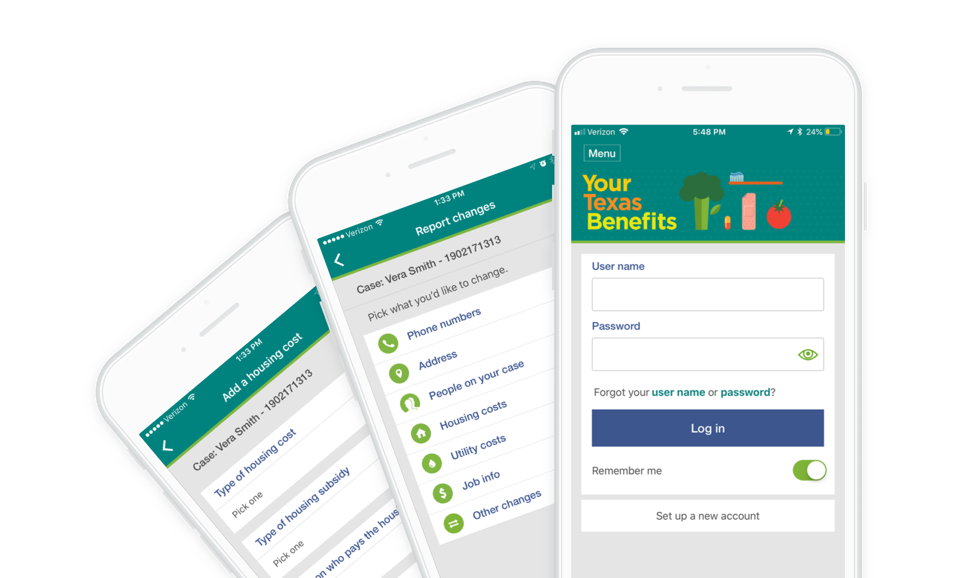 Verizon
1:33 PM
Add a housing cost
Case: Vera Smith - 1902171313
Type of housing cost
Pick one
Type of housing subsidy
Pick one
who pays the
Verizon
1:33 PM
Report changes
Case: Vera Smith - 1902171313
Pick what you'd like to change.
Phone numbers
Address
People on your case
Housing costs
Utility costs
Job info
Other changes
Verizon
5:48 PM
24%
Menu
Your
Texas
Benefits
User name
Password
Forgot your user name or password?
Log in
Remember me
Set up a new account